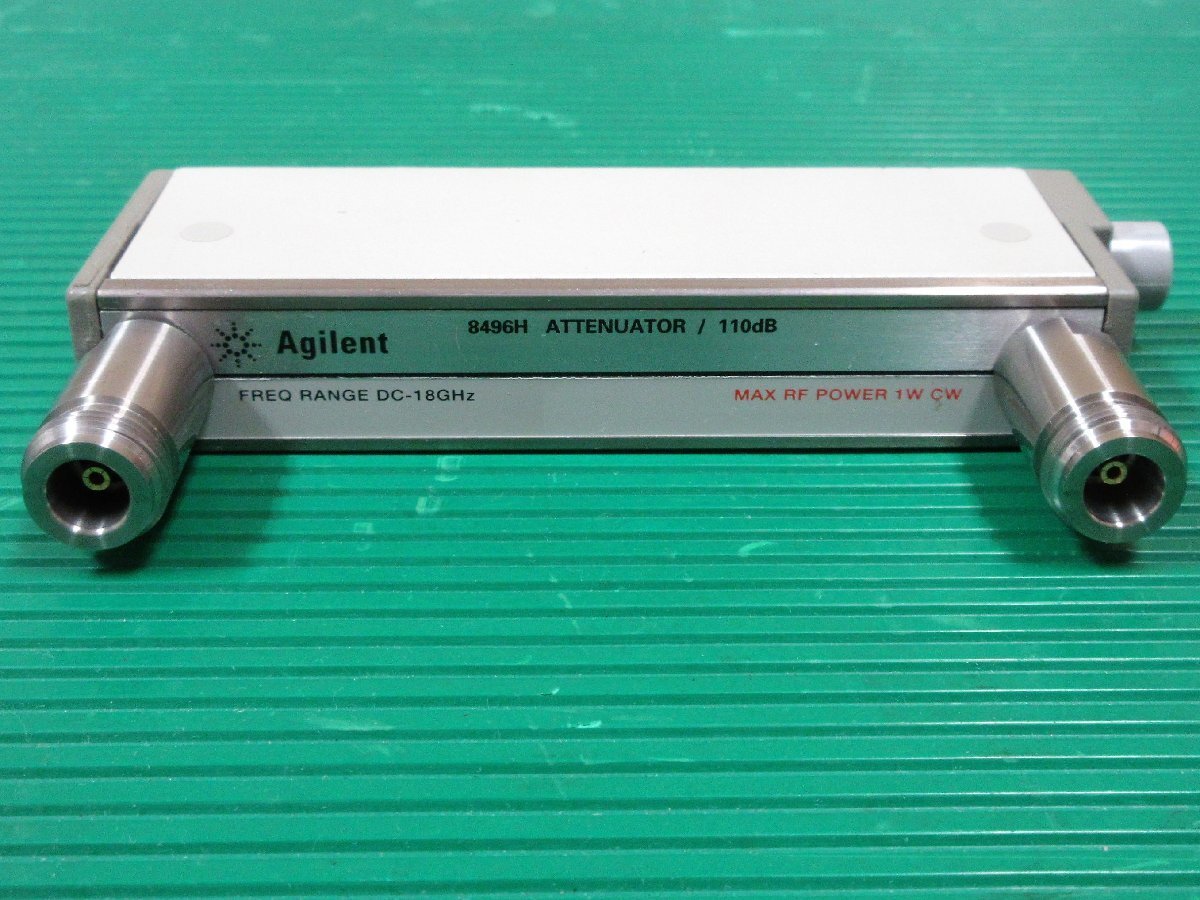 Agilent
8496H ATTENUATOR / 110dB
FREQ RANGE DC-18GHz
MAX RF POWER 1W CW